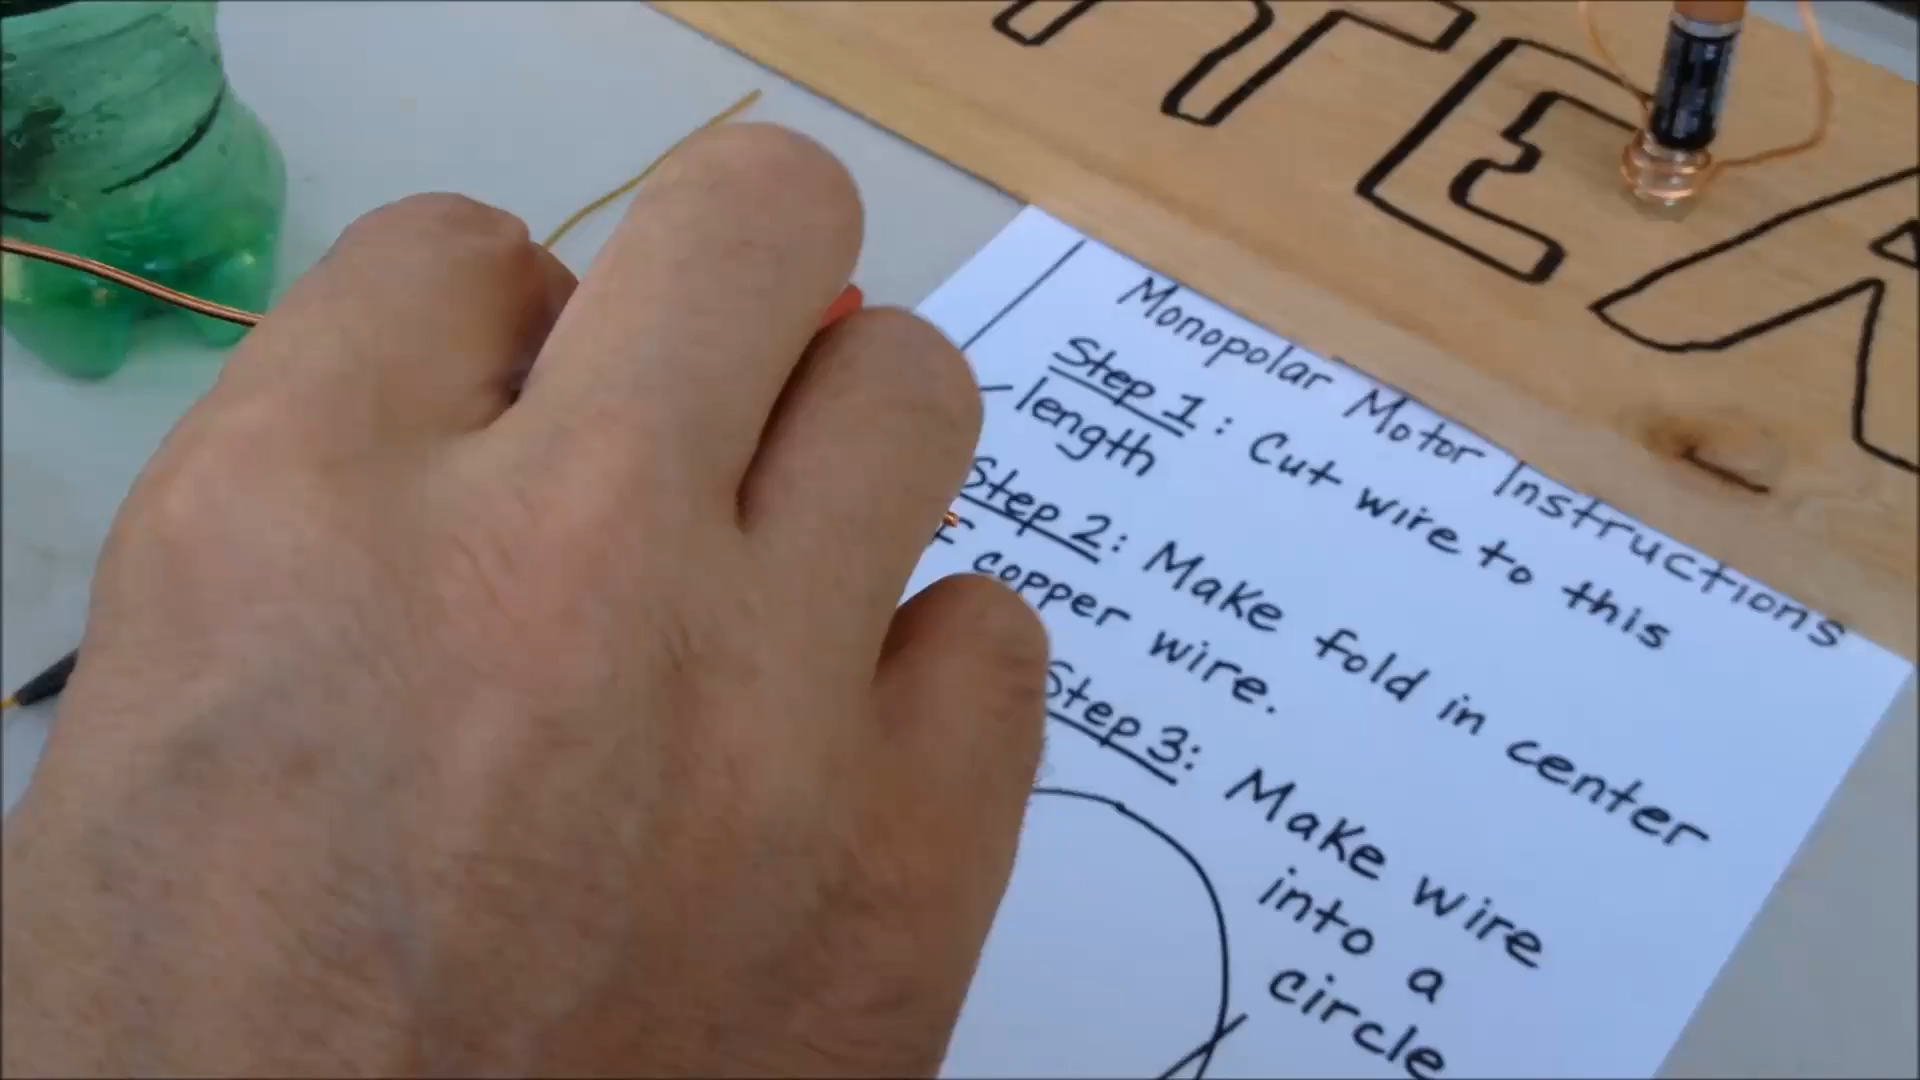 TEA
Monopolar Motor Instructions
Step 1: Cut wire to this
length
Step 2: Make fold in center
copper wire.
Step 3: Make wire
into a
circle